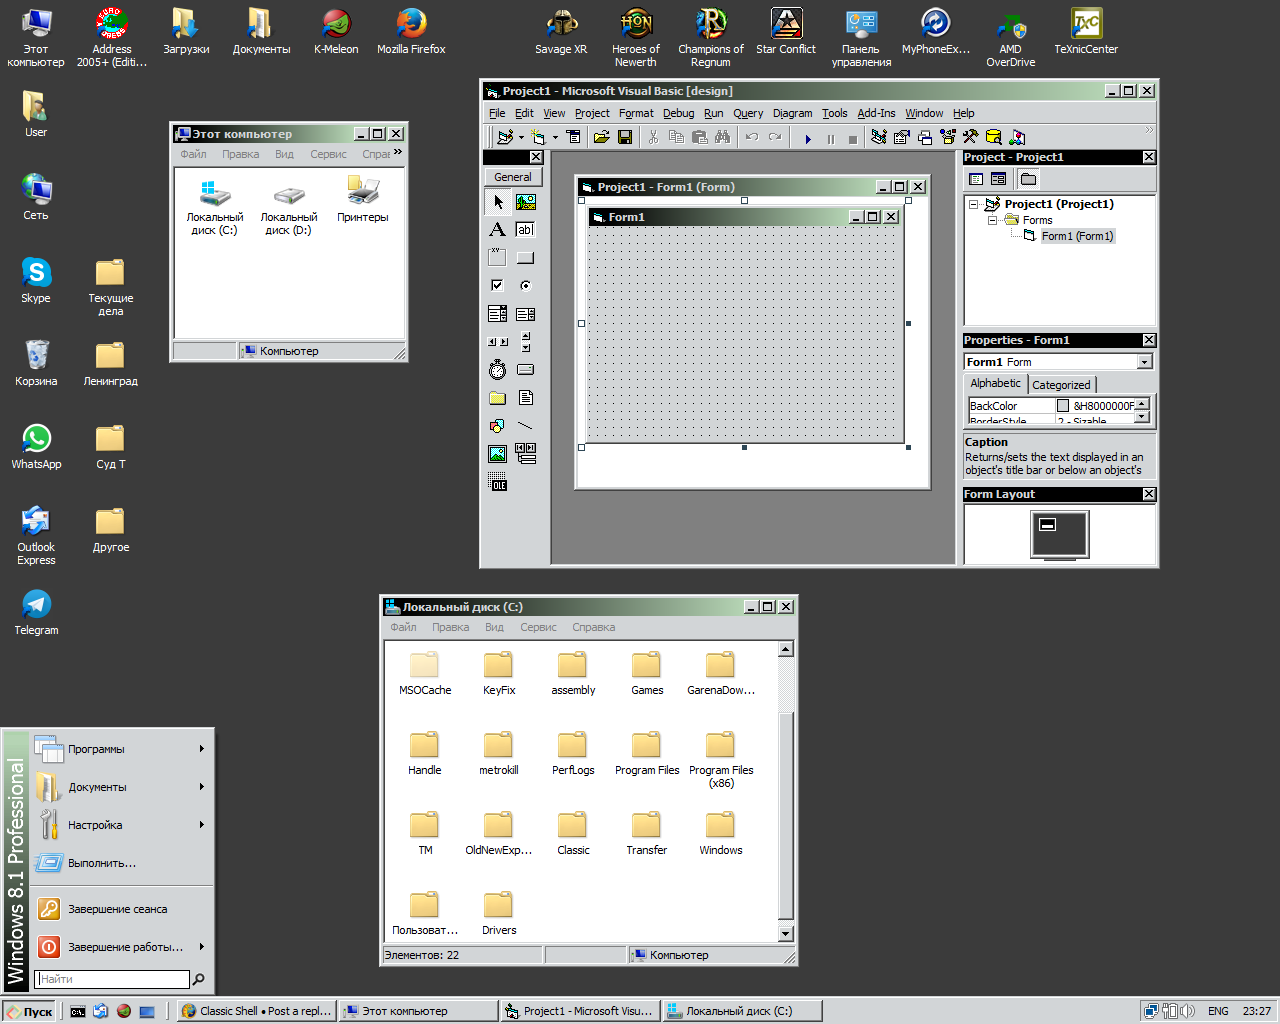 Этот
компьютер
Address
2005+ (Editi...
Загрузки
Документы
K-Meleon
Mozilla Firefox
Savage XR
Heroes of
Newerth
Champions of
Regnum
Star Conflict
Панель
управления
MyPhoneEx...
AMD
OverDrive
TeXnicCenter
User
Сеть
Skype
Текущие
дела
Корзина
Ленинград
WhatsApp
Суд Т
Outlook
Express
Другое
Telegram
Этот компьютер
Файл Правка Вид Сервис Справ »
Локальный
диск (C:)
Локальный
диск (D:)
Принтеры
Компьютер
Project1 - Microsoft Visual Basic [design]
File Edit View Project Format Debug Run Query Diagram Tools Add-Ins Window Help
General
A
ab|
xy
OLE
Project1 - Form1 (Form)
Form1
Project - Project1
Project1 (Project1)
Forms
Form1 (Form1)
Properties - Form1
Form1 Form
Alphabetic Categorized
BackColor &H8000000F
BorderStyle 2 - Sizable
Caption
Returns/sets the text displayed in an
object's title bar or below an object's
Form Layout
Локальный диск (C:)
Файл Правка Вид Сервис Справка
MSOCache KeyFix assembly Games GarenaDow...
Handle metrokill PerfLogs Program Files Program Files
(x86)
TM OldNewExp... Classic Transfer Windows
Пользоват... Drivers
Элементов: 22 Компьютер
Windows 8.1 Professional
Программы
Документы
Настройка
Выполнить...
Завершение сеанса
Завершение работы...
Найти
Пуск
Classic Shell • Post a repl...
Этот компьютер
Project1 - Microsoft Visu...
Локальный диск (C:)
ENG 23:27